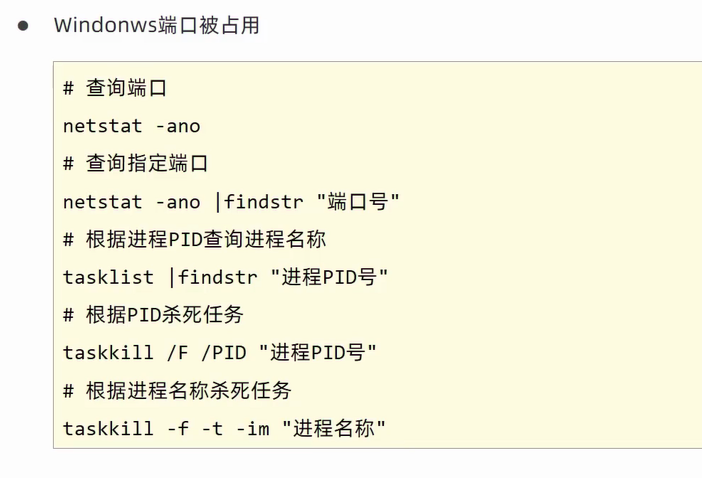 ● Windonws端口被占用
# 查询端口
netstat -ano
# 查询指定端口
netstat -ano |findstr "端口号"
# 根据进程PID查询进程名称
tasklist |findstr "进程PID号"
# 根据PID杀死任务
taskkill /F /PID "进程PID号"
# 根据进程名称杀死任务
taskkill -f -t -im "进程名称"